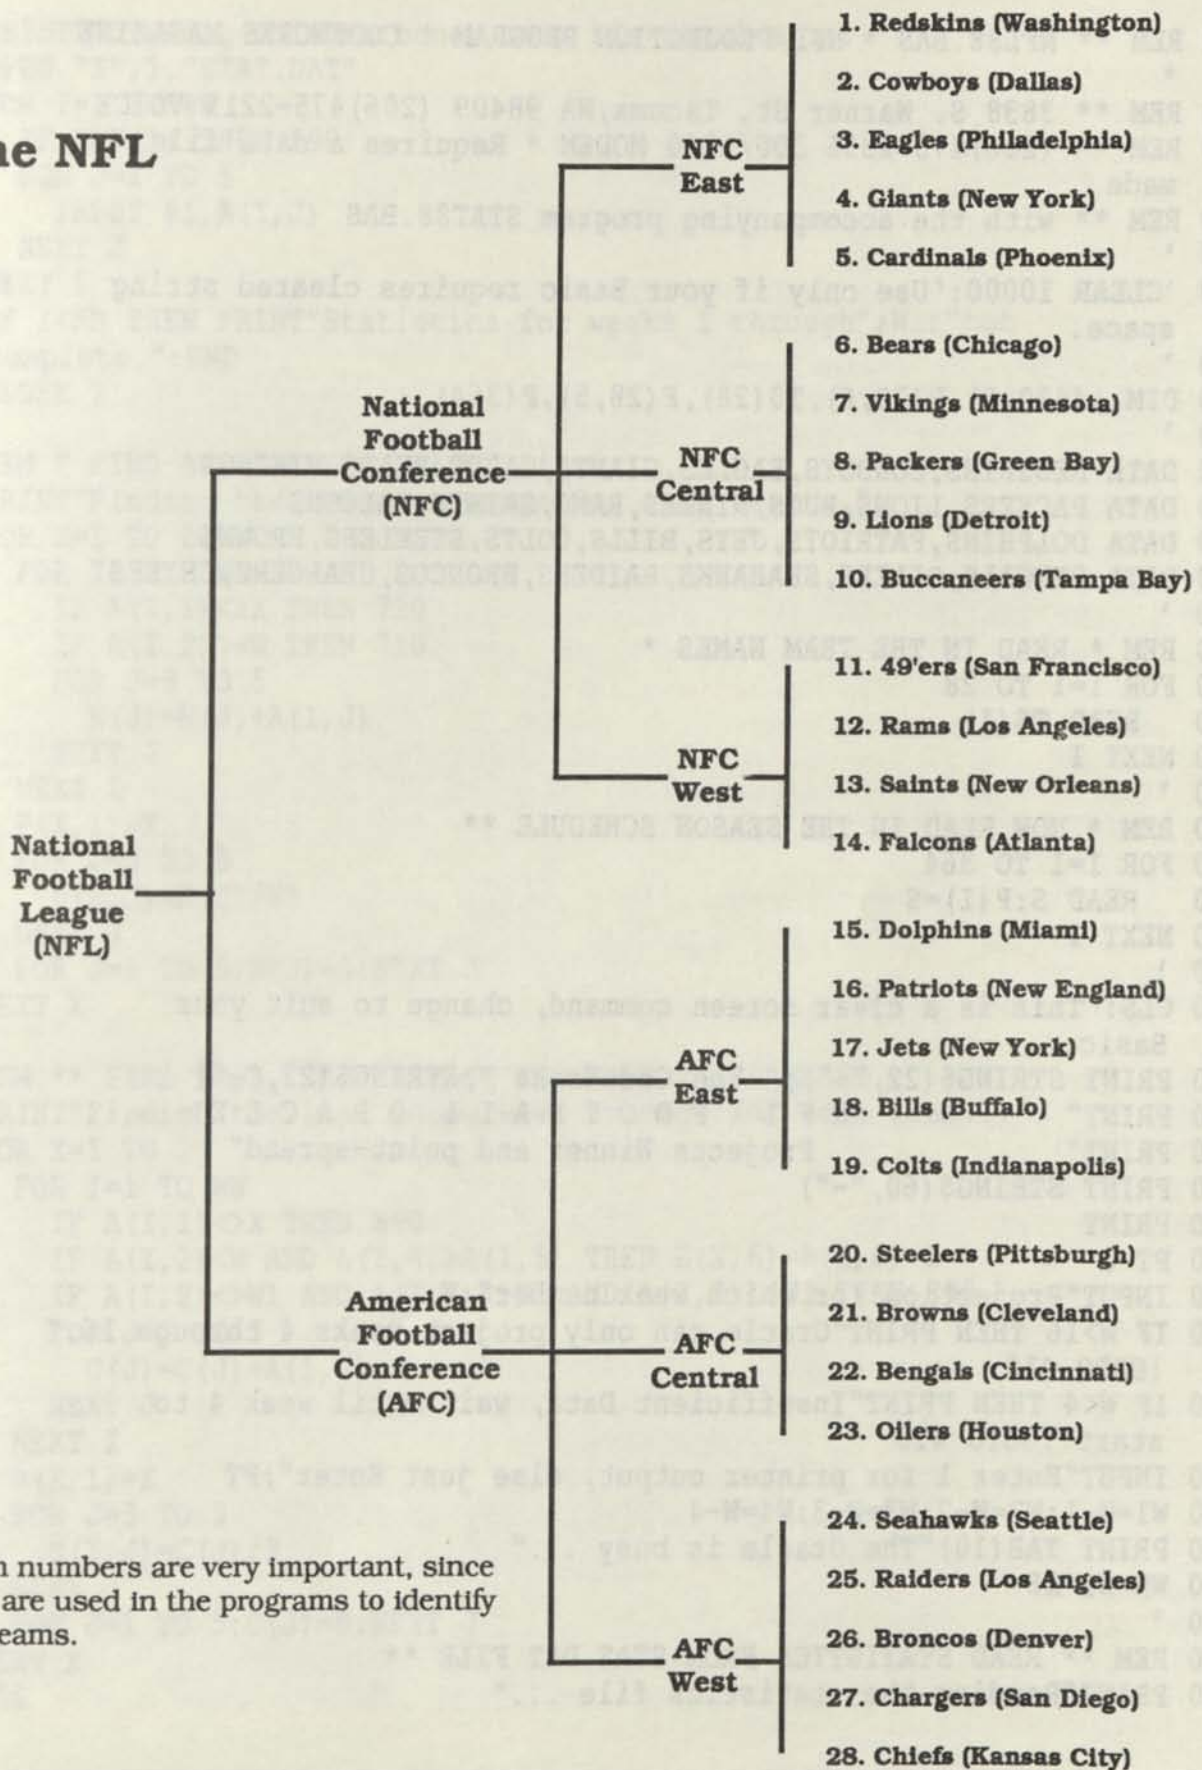 e NFL
National
Football
League
(NFL)
National
Football
Conference
(NFC)
NFC
East
1. Redskins (Washington)
2. Cowboys (Dallas)
3. Eagles (Philadelphia)
4. Giants (New York)
5. Cardinals (Phoenix)
NFC
Central
6. Bears (Chicago)
7. Vikings (Minnesota)
8. Packers (Green Bay)
9. Lions (Detroit)
10. Buccaneers (Tampa Bay)
NFC
West
11. 49'ers (San Francisco)
12. Rams (Los Angeles)
13. Saints (New Orleans)
14. Falcons (Atlanta)
American
Football
Conference
(AFC)
AFC
East
15. Dolphins (Miami)
16. Patriots (New England)
17. Jets (New York)
18. Bills (Buffalo)
19. Colts (Indianapolis)
AFC
Central
20. Steelers (Pittsburgh)
21. Browns (Cleveland)
22. Bengals (Cincinnati)
23. Oilers (Houston)
AFC
West
24. Seahawks (Seattle)
25. Raiders (Los Angeles)
26. Broncos (Denver)
27. Chargers (San Diego)
28. Chiefs (Kansas City)
numbers are very important, since
are used in the programs to identify
eams.